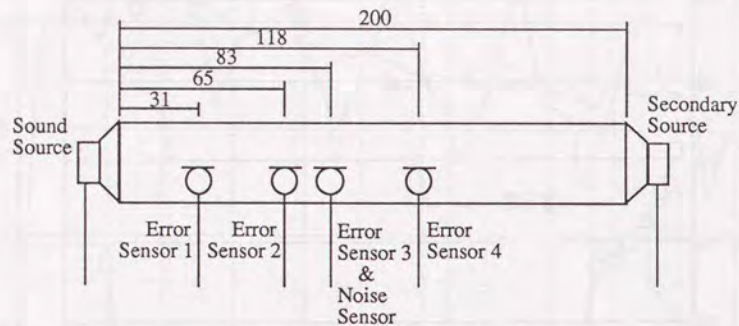 200
118
83
65
31
Sound
Source
Secondary
Source
Error
Sensor 1
Error
Sensor 2
Error
Sensor 3
&
Noise
Sensor
Error
Sensor 4